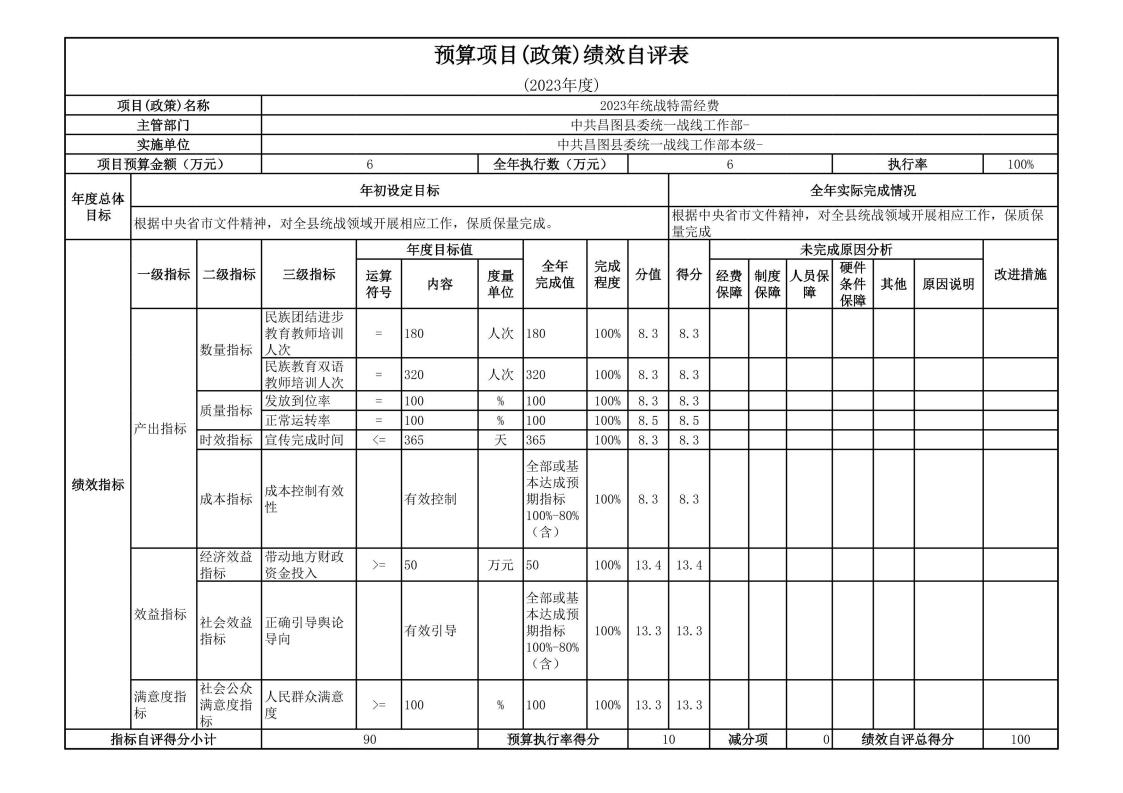 预算项目(政策)绩效自评表
(2023年度)
项目(政策)名称 2023年统战特需经费
主管部门 中共昌图县委统一战线工作部-
实施单位 中共昌图县委统一战线工作部本级-
项目预算金额（万元） 6 全年执行数（万元） 6 执行率 100%
年度总体目标 年初设定目标 全年实际完成情况
根据中央省市文件精神，对全县统战领域开展相应工作，保质保量完成。 根据中央省市文件精神，对全县统战领域开展相应工作，保质保量完成
绩效指标 一级指标 二级指标 三级指标 年度目标值 全年完成值 完成程度 分值 得分 未完成原因分析 改进措施
运算符号 内容 度量单位 经费保障 制度保障 人员保障 硬件条件保障 其他 原因说明
产出指标 数量指标 民族团结进步教育教师培训人次 = 180 人次 180 100% 8.3 8.3
民族教育双语教师培训人次 = 320 人次 320 100% 8.3 8.3
质量指标 发放到位率 = 100 % 100 100% 8.3 8.3
正常运转率 = 100 % 100 100% 8.5 8.5
时效指标 宣传完成时间 <= 365 天 365 100% 8.3 8.3
成本指标 成本控制有效性 有效控制 全部或基本达成预期指标100%-80%（含） 100% 8.3 8.3
效益指标 经济效益指标 带动地方财政资金投入 >= 50 万元 50 100% 13.4 13.4
社会效益指标 正确引导舆论导向 有效引导 全部或基本达成预期指标100%-80%（含） 100% 13.3 13.3
满意度指标 社会公众满意度指标 人民群众满意度 >= 100 % 100 100% 13.3 13.3
指标自评得分小计 90 预算执行率得分 10 减分项 0 绩效自评总得分 100